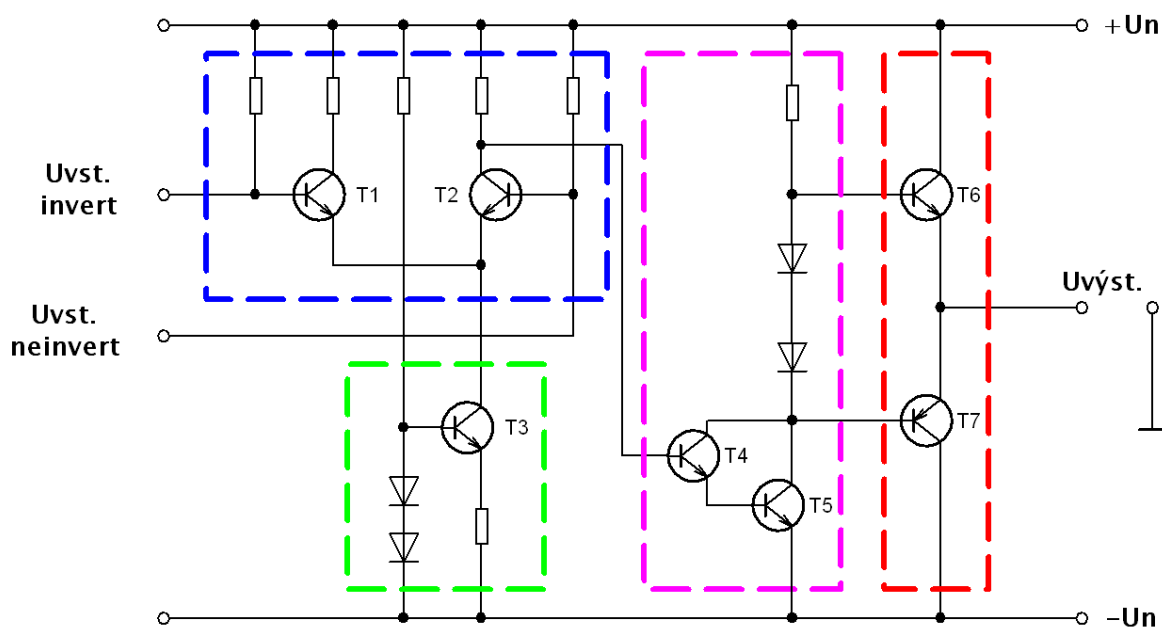 +Un
Uvst.
invert
T1
T2
T6
Uvýst.
Uvst.
neinvert
T3
T7
T4
T5
−Un